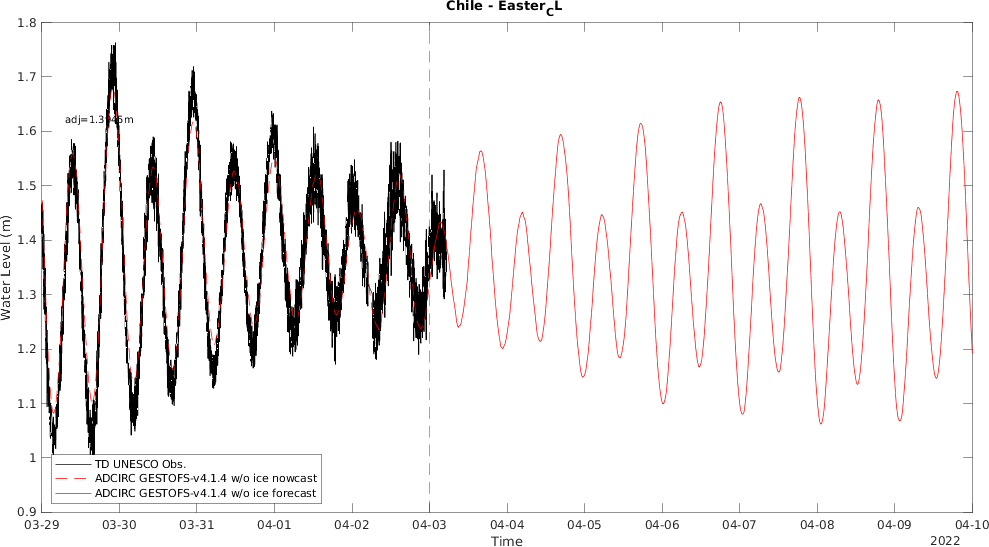 Chile - Easter_CL
1.8
1.7
1.6
1.5
1.4
1.3
1.2
1.1
1
0.9
Water Level (m)
adj=1.3945m
TD UNESCO Obs.
ADCIRC GESTOFS-v4.1.4 w/o ice nowcast
ADCIRC GESTOFS-v4.1.4 w/o ice forecast
03-29 03-30 03-31 04-01 04-02 04-03 04-04 04-05 04-06 04-07 04-08 04-09 04-10
Time
2022